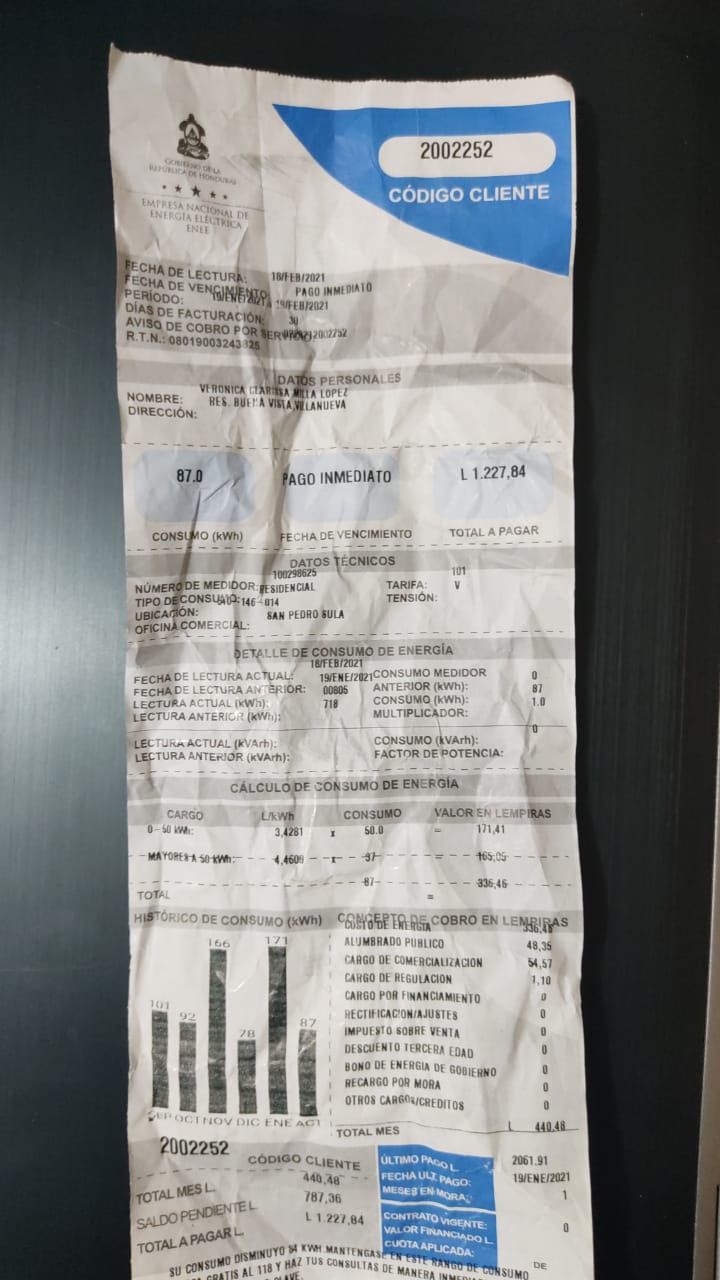 2002252
CÓDIGO CLIENTE
GOBIERNO DE LA
REPÚBLICA DE HONDURAS
EMPRESA NACIONAL DE
ENERGÍA ELÉCTRICA
ENEE
FECHA DE LECTURA: 18/FEB/2021
FECHA DE VENCIMIENTO: PAGO INMEDIATO
PERÍODO: 19/ENE/2021 A 18/FEB/2021
DÍAS DE FACTURACIÓN: 30
AVISO DE COBRO POR SERVICIO:
R.T.N.: 08019003243825
DATOS PERSONALES
NOMBRE: VERONICA CLARISSA MILLA LOPEZ
DIRECCIÓN: RES. BUENA VISTA,VILLANUEVA
87.0 PAGO INMEDIATO L 1.227,84
CONSUMO (kWh) FECHA DE VENCIMIENTO TOTAL A PAGAR
DATOS TÉCNICOS
NÚMERO DE MEDIDOR: 100298625 TARIFA: 101
TIPO DE CONSUMO: RESIDENCIAL TENSIÓN: V
UBICACIÓN: -146-014
OFICINA COMERCIAL: SAN PEDRO SULA
DETALLE DE CONSUMO DE ENERGÍA
FECHA DE LECTURA ACTUAL: 18/FEB/2021 CONSUMO MEDIDOR
FECHA DE LECTURA ANTERIOR: 19/ENE/2021 ANTERIOR (kWh): 0
LECTURA ACTUAL (kWh): 00805 CONSUMO (kWh): 87
LECTURA ANTERIOR (kWh): 718 MULTIPLICADOR: 1.0
LECTURA ACTUAL (kVArh): CONSUMO (kVArh): 0
LECTURA ANTERIOR (kVArh): FACTOR DE POTENCIA:
CÁLCULO DE CONSUMO DE ENERGÍA
CARGO L/kWh CONSUMO VALOR EN LEMPIRAS
0-50 kWh: 3,4281 x 50.0 = 171,41
MAYORES A 50 kWh: 4,4609 x 37 = 165,05
TOTAL 87 = 336,46
HISTÓRICO DE CONSUMO (kWh)
101 92 166 78 171 87
SEP OCT NOV DIC ENE ACT
CONCEPTO DE COBRO EN LEMPIRAS
COSTO DE ENERGIA 336,46
ALUMBRADO PUBLICO 48,35
CARGO DE COMERCIALIZACION 54,57
CARGO DE REGULACION 1,10
CARGO POR FINANCIAMIENTO 0
RECTIFICACION/AJUSTES 0
IMPUESTO SOBRE VENTA 0
DESCUENTO TERCERA EDAD 0
BONO DE ENERGIA DE GOBIERNO 0
RECARGO POR MORA 0
OTROS CARGOS/CREDITOS 0
TOTAL MES L 440,48
2002252
CÓDIGO CLIENTE
TOTAL MES L. 440,48
SALDO PENDIENTE L. 787,36
TOTAL A PAGAR L. L 1.227,84
ÚLTIMO PAGO L. 2061.91
FECHA ULT. PAGO: 19/ENE/2021
MESES EN MORA: 1
CONTRATO VIGENTE: 0
VALOR FINANCIADO L.
CUOTA APLICADA: DE
SU CONSUMO DISMINUYO 84 KWH.MANTENGASE EN ESTE RANGO DE CONSUMO
GRATIS AL 118 Y HAZ TUS CONSULTAS DE MANERA